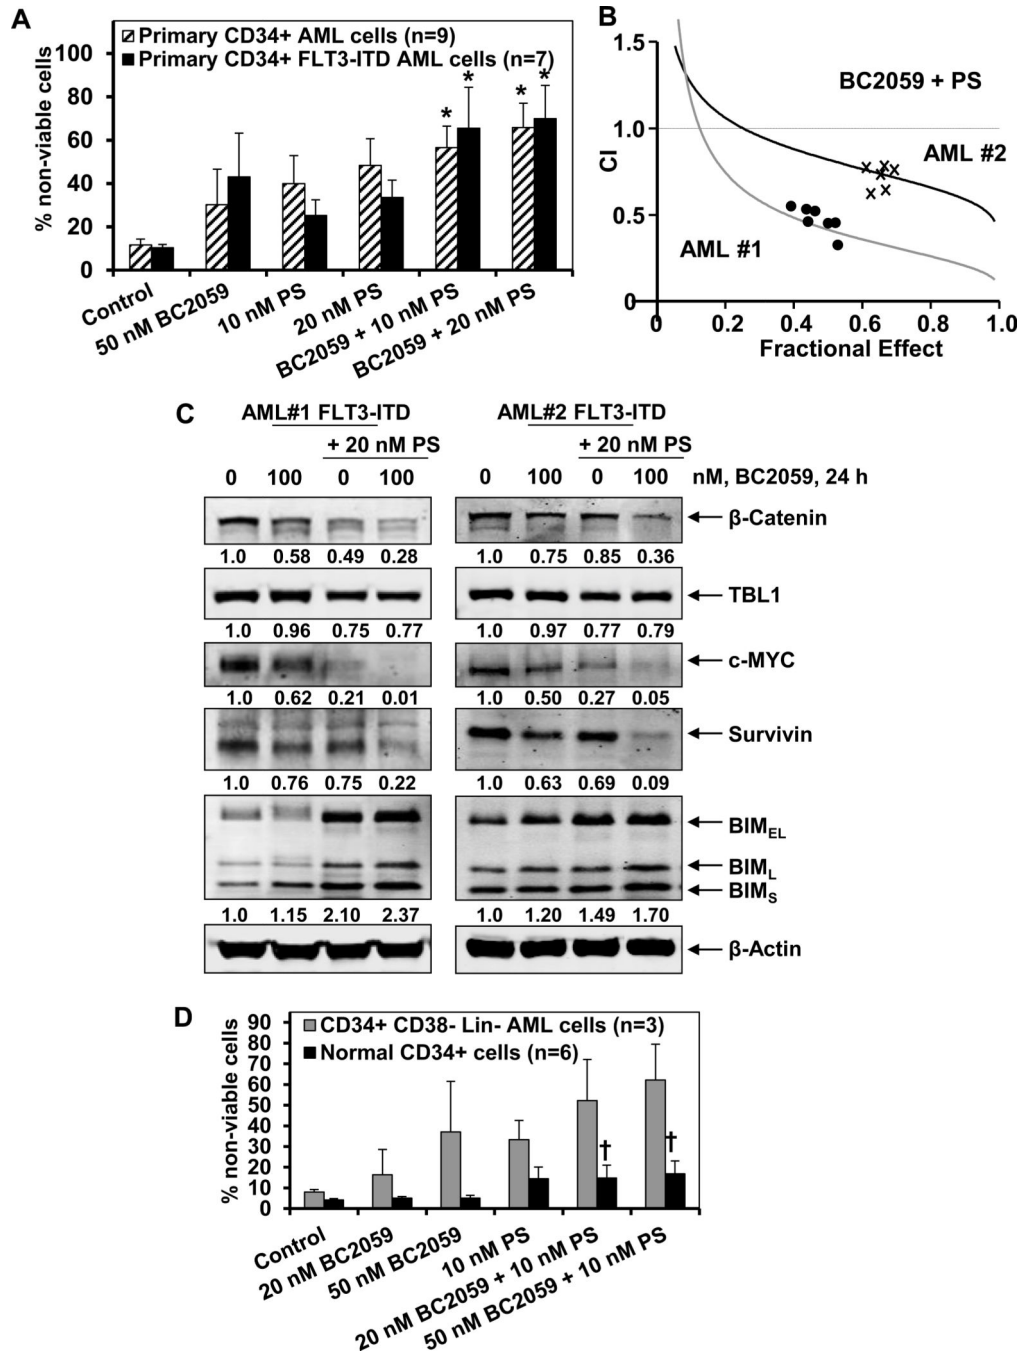 A
Primary CD34+ AML cells (n=9)
Primary CD34+ FLT3-ITD AML cells (n=7)
% non-viable cells
100
80
60
40
20
0
* * * *
Control
50 nM BC2059
10 nM PS
20 nM PS
BC2059 + 10 nM PS
BC2059 + 20 nM PS
B
BC2059 + PS
AML #2
AML #1
CI
1.5
1.0
0.5
0
0 0.2 0.4 0.6 0.8 1.0
Fractional Effect
C
AML#1 FLT3-ITD AML#2 FLT3-ITD
+ 20 nM PS + 20 nM PS
0 100 0 100 0 100 0 100 nM, BC2059, 24 h
β-Catenin
1.0 0.58 0.49 0.28 1.0 0.75 0.85 0.36
TBL1
1.0 0.96 0.75 0.77 1.0 0.97 0.77 0.79
c-MYC
1.0 0.62 0.21 0.01 1.0 0.50 0.27 0.05
Survivin
1.0 0.76 0.75 0.22 1.0 0.63 0.69 0.09
BIM_EL
BIM_L
BIM_S
1.0 1.15 2.10 2.37 1.0 1.20 1.49 1.70
β-Actin
D
CD34+ CD38- Lin- AML cells (n=3)
Normal CD34+ cells (n=6)
% non-viable cells
90
80
70
60
50
40
30
20
10
0
† †
Control
20 nM BC2059
50 nM BC2059
10 nM PS
20 nM BC2059 + 10 nM PS
50 nM BC2059 + 10 nM PS